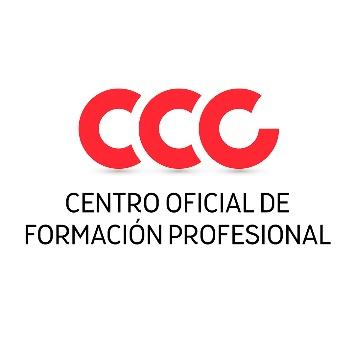 CCC
CENTRO OFICIAL DE
FORMACIÓN PROFESIONAL